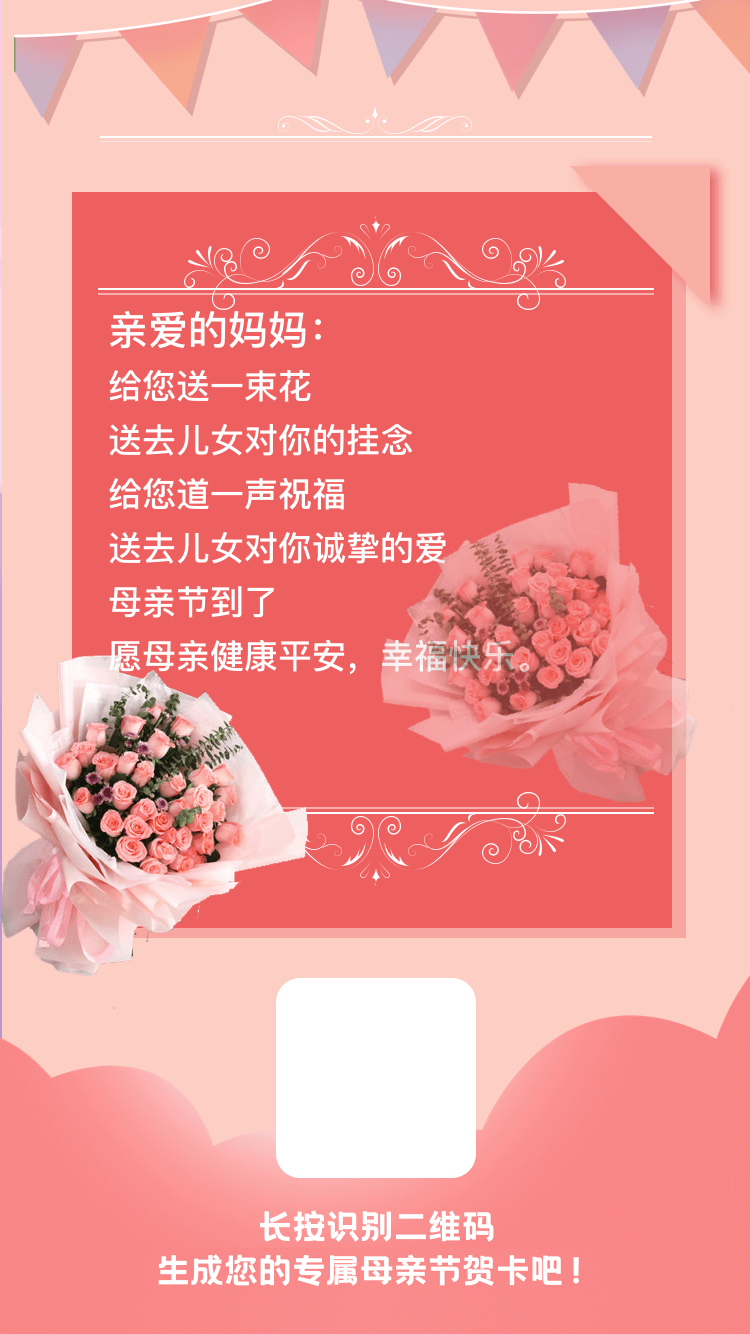 亲爱的妈妈：
给您送一束花
送去儿女对你的挂念
给您道一声祝福
送去儿女对你诚挚的爱
母亲节到了
愿母亲健康平安，幸福快乐。
长按识别二维码
生成您的专属母亲节贺卡吧！